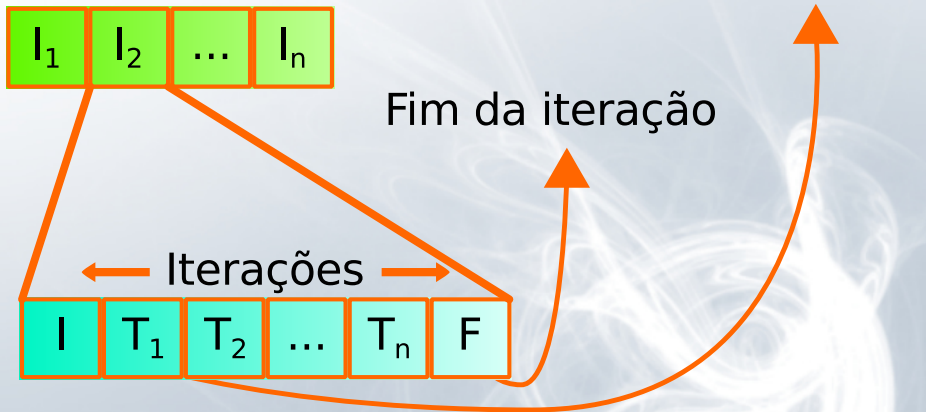 I₁ I₂ ... Iₙ
Fim da iteração
Iterações
I T₁ T₂ ... Tₙ F